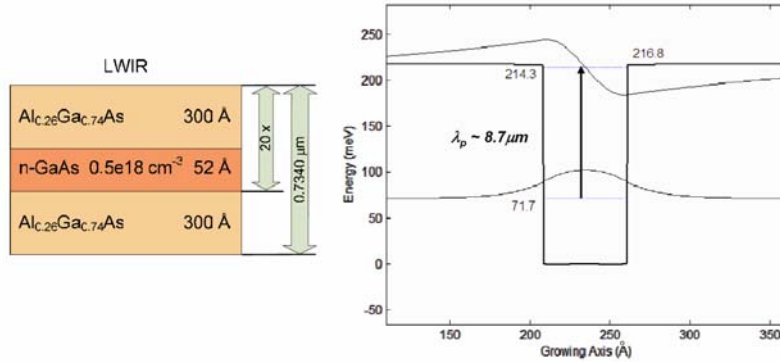 LWIR
Al0.26Ga0.74As 300 Å
n-GaAs 0.5e18 cm-3 52 Å
Al0.26Ga0.74As 300 Å
20 x
0.7340 μm
250
200
150
100
50
0
-50
Energy (meV)
214.3
216.8
λp ~ 8.7μm
71.7
150
200
250
300
350
Growing Axis (Å)